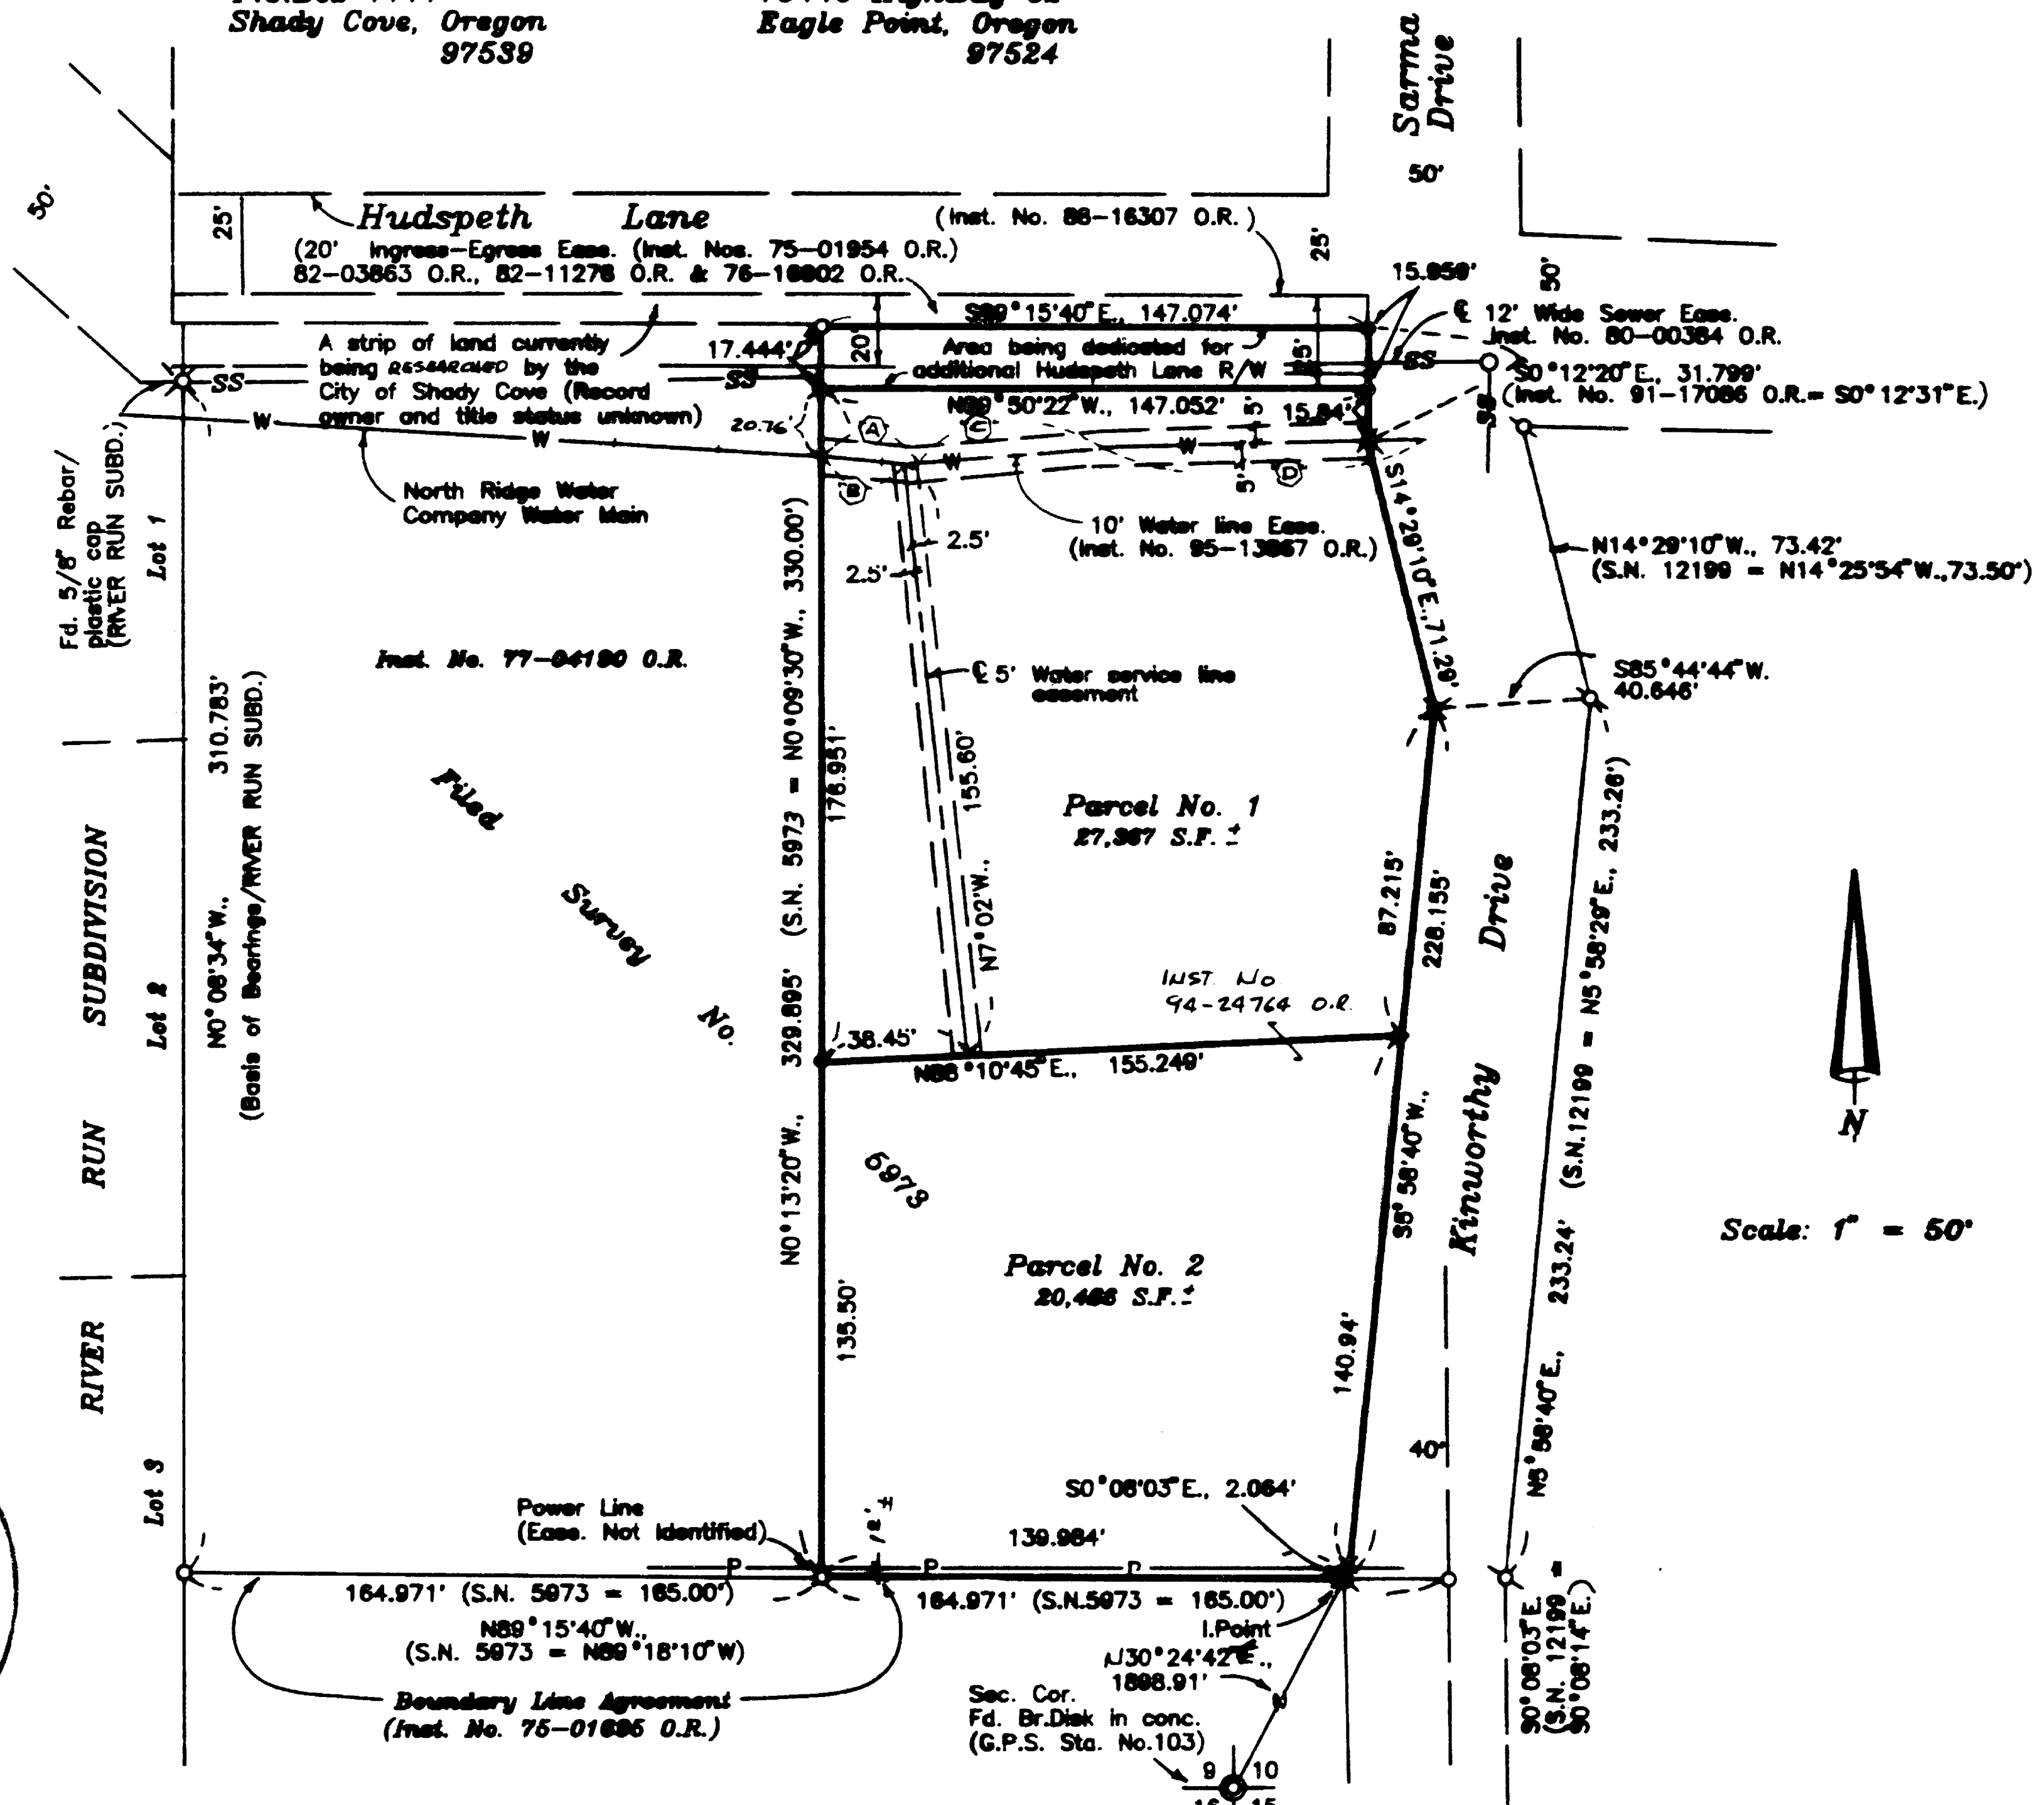 Shady Cove, Oregon
97539
Eagle Point, Oregon
97524
Sarma
Drive
50'
50'
25'
Hudspeth Lane
(20' Ingress-Egress Ease. (Inst. Nos. 75-01954 O.R.)
82-03863 O.R., 82-11276 O.R. &
(Inst. No. 88-16307 O.R.)
25'
15.959'
50'
℄ 12' Wide Sewer Ease.
Inst. No. 80-00384 O.R.
S0°12'20"E., 31.799'
(Inst. No. 91-17086 O.R.= S0°12'31"E.)
S89°15'40"E., 147.074'
A strip of land currently
being RESEARCHED by the
City of Shady Cove (Record
owner and title status unknown)
17.444'
20'
Area being dedicated for
additional Hudspeth Lane R/W
25'
N89°50'22"W., 147.052'
15.84'
5'
5'
20.76'
SS
SS
SS
SS
W
W
W
W
A
B
C
D
North Ridge Water
Company Water Main
10' Water line Ease.
(Inst. No. 95-13867 O.R.)
2.5'
2.5'
S14°29'10"E., 71.29'
N14°29'10"W., 73.42'
(S.N. 12199 = N14°25'54"W.,73.50')
S85°44'44"W.
40.646'
Fd. 5/8" Rebar/
plastic cap
(RIVER RUN SUBD.)
Lot 1
Inst. No. 77-04190 O.R.
℄ 5' Water service line
easement
N0°08'34"W., 310.783'
(Basis of Bearings/RIVER RUN SUBD.)
N0°13'20"W., 329.895' (S.N. 5973 = N0°09'30"W., 330.00')
176.951'
N7°02'W., 155.60'
Parcel No. 1
27,367 S.F.±
87.215'
S5°58'40"W., 228.155'
Kinworthy Drive
N5°58'40"E., 233.24' (S.N.12199 = N5°58'29"E., 233.26')
RIVER RUN SUBDIVISION
Lot 2
Filed Survey No. 5973
INST. No
94-24764 O.R.
38.45'
N88°10'45"E., 155.249'
N
Scale: 1" = 50'
Parcel No. 2
20,466 S.F.±
135.50'
140.94'
40'
Lot 3
S0°08'03"E., 2.064'
Power Line
(Ease. Not Identified)
12'±
139.984'
P
P
P
164.971' (S.N. 5973 = 165.00')
164.971' (S.N.5973 = 165.00')
N89°15'40"W.,
(S.N. 5973 = N89°18'10"W)
I.Point
N30°24'42"E.,
1898.91'
Boundary Line Agreement
(Inst. No. 75-01695 O.R.)
Sec. Cor.
Fd. Br.Disk in conc.
(G.P.S. Sta. No.103)
9 10
16 15
S0°08'03"E.
(S.N. 12199 =
S0°08'14"E.)